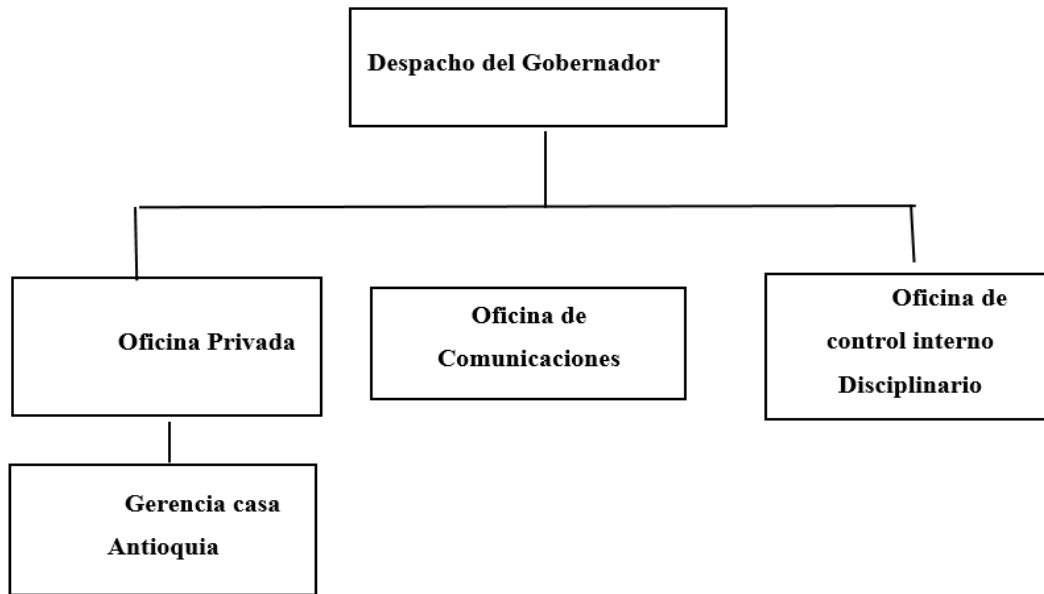 Despacho del Gobernador
Oficina Privada
Oficina de
Comunicaciones
Oficina de
control interno
Disciplinario
Gerencia casa
Antioquia